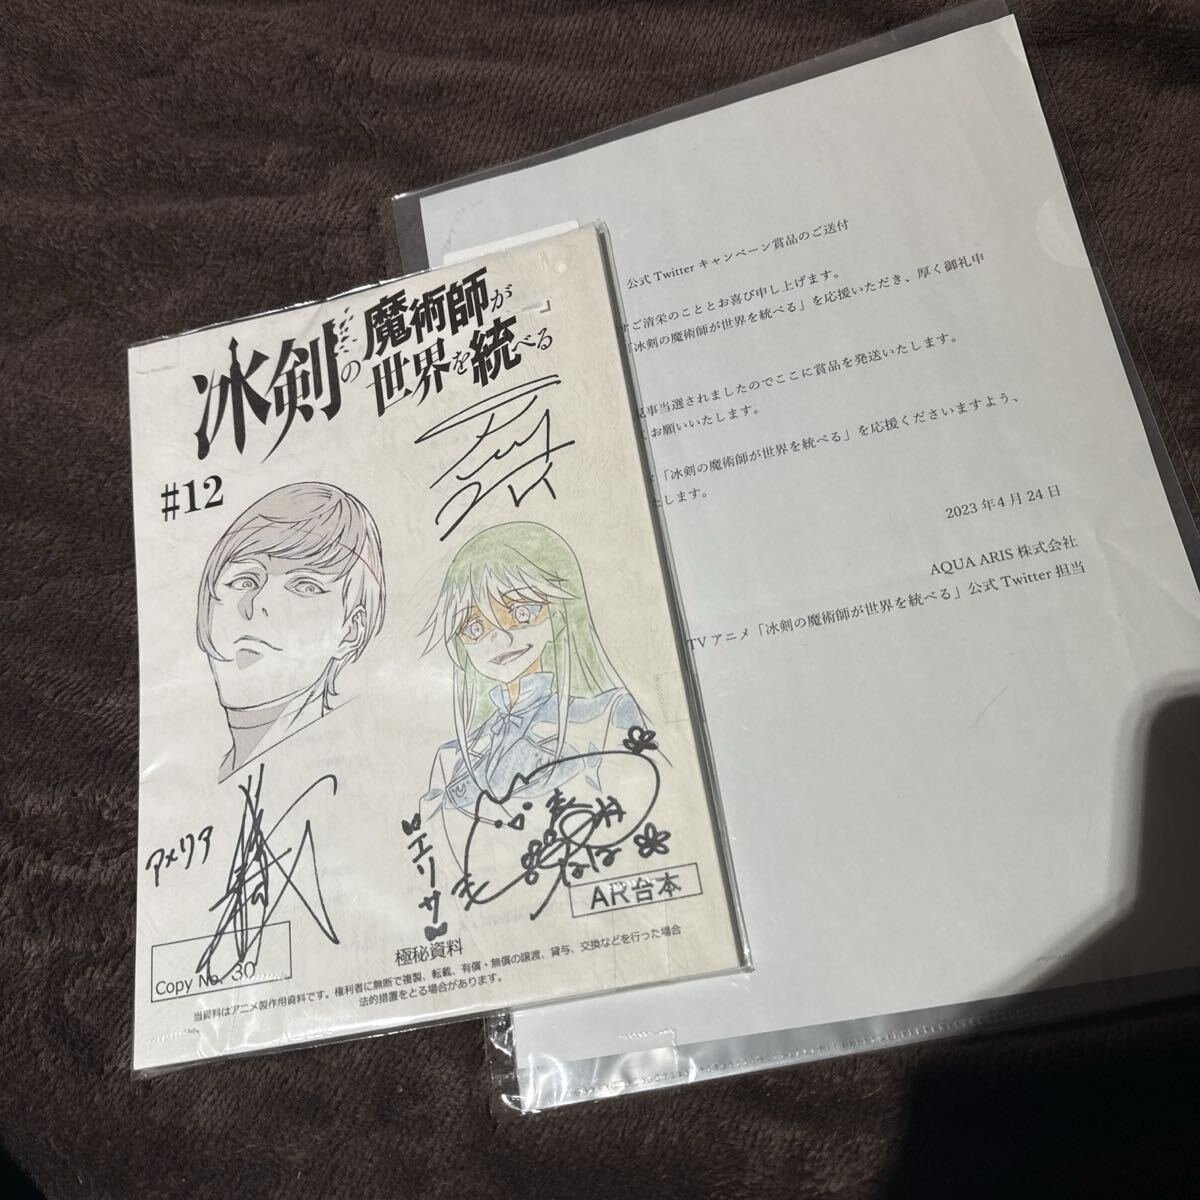 冰剣の魔術師が
世界を統べる
#12
アメリア
エリサ
AR台本
Copy No. 30
極秘資料
当資料はアニメ製作用資料です。権利者に無断で複製、転載、有償・無償の譲渡、貸与、交換などを行った場合
法的措置をとる場合があります。
公式 Twitter キャンペーン賞品のご送付
すご清栄のこととお喜び申し上げます。
「冰剣の魔術師が世界を統べる」を応援いただき、厚く御礼申
見事当選されましたのでここに賞品を発送いたします。
お願いいたします。
「冰剣の魔術師が世界を統べる」を応援くださいますよう、
たします。
2023 年 4 月 24 日
AQUA ARIS 株式会社
TV アニメ「冰剣の魔術師が世界を統べる」公式 Twitter 担当